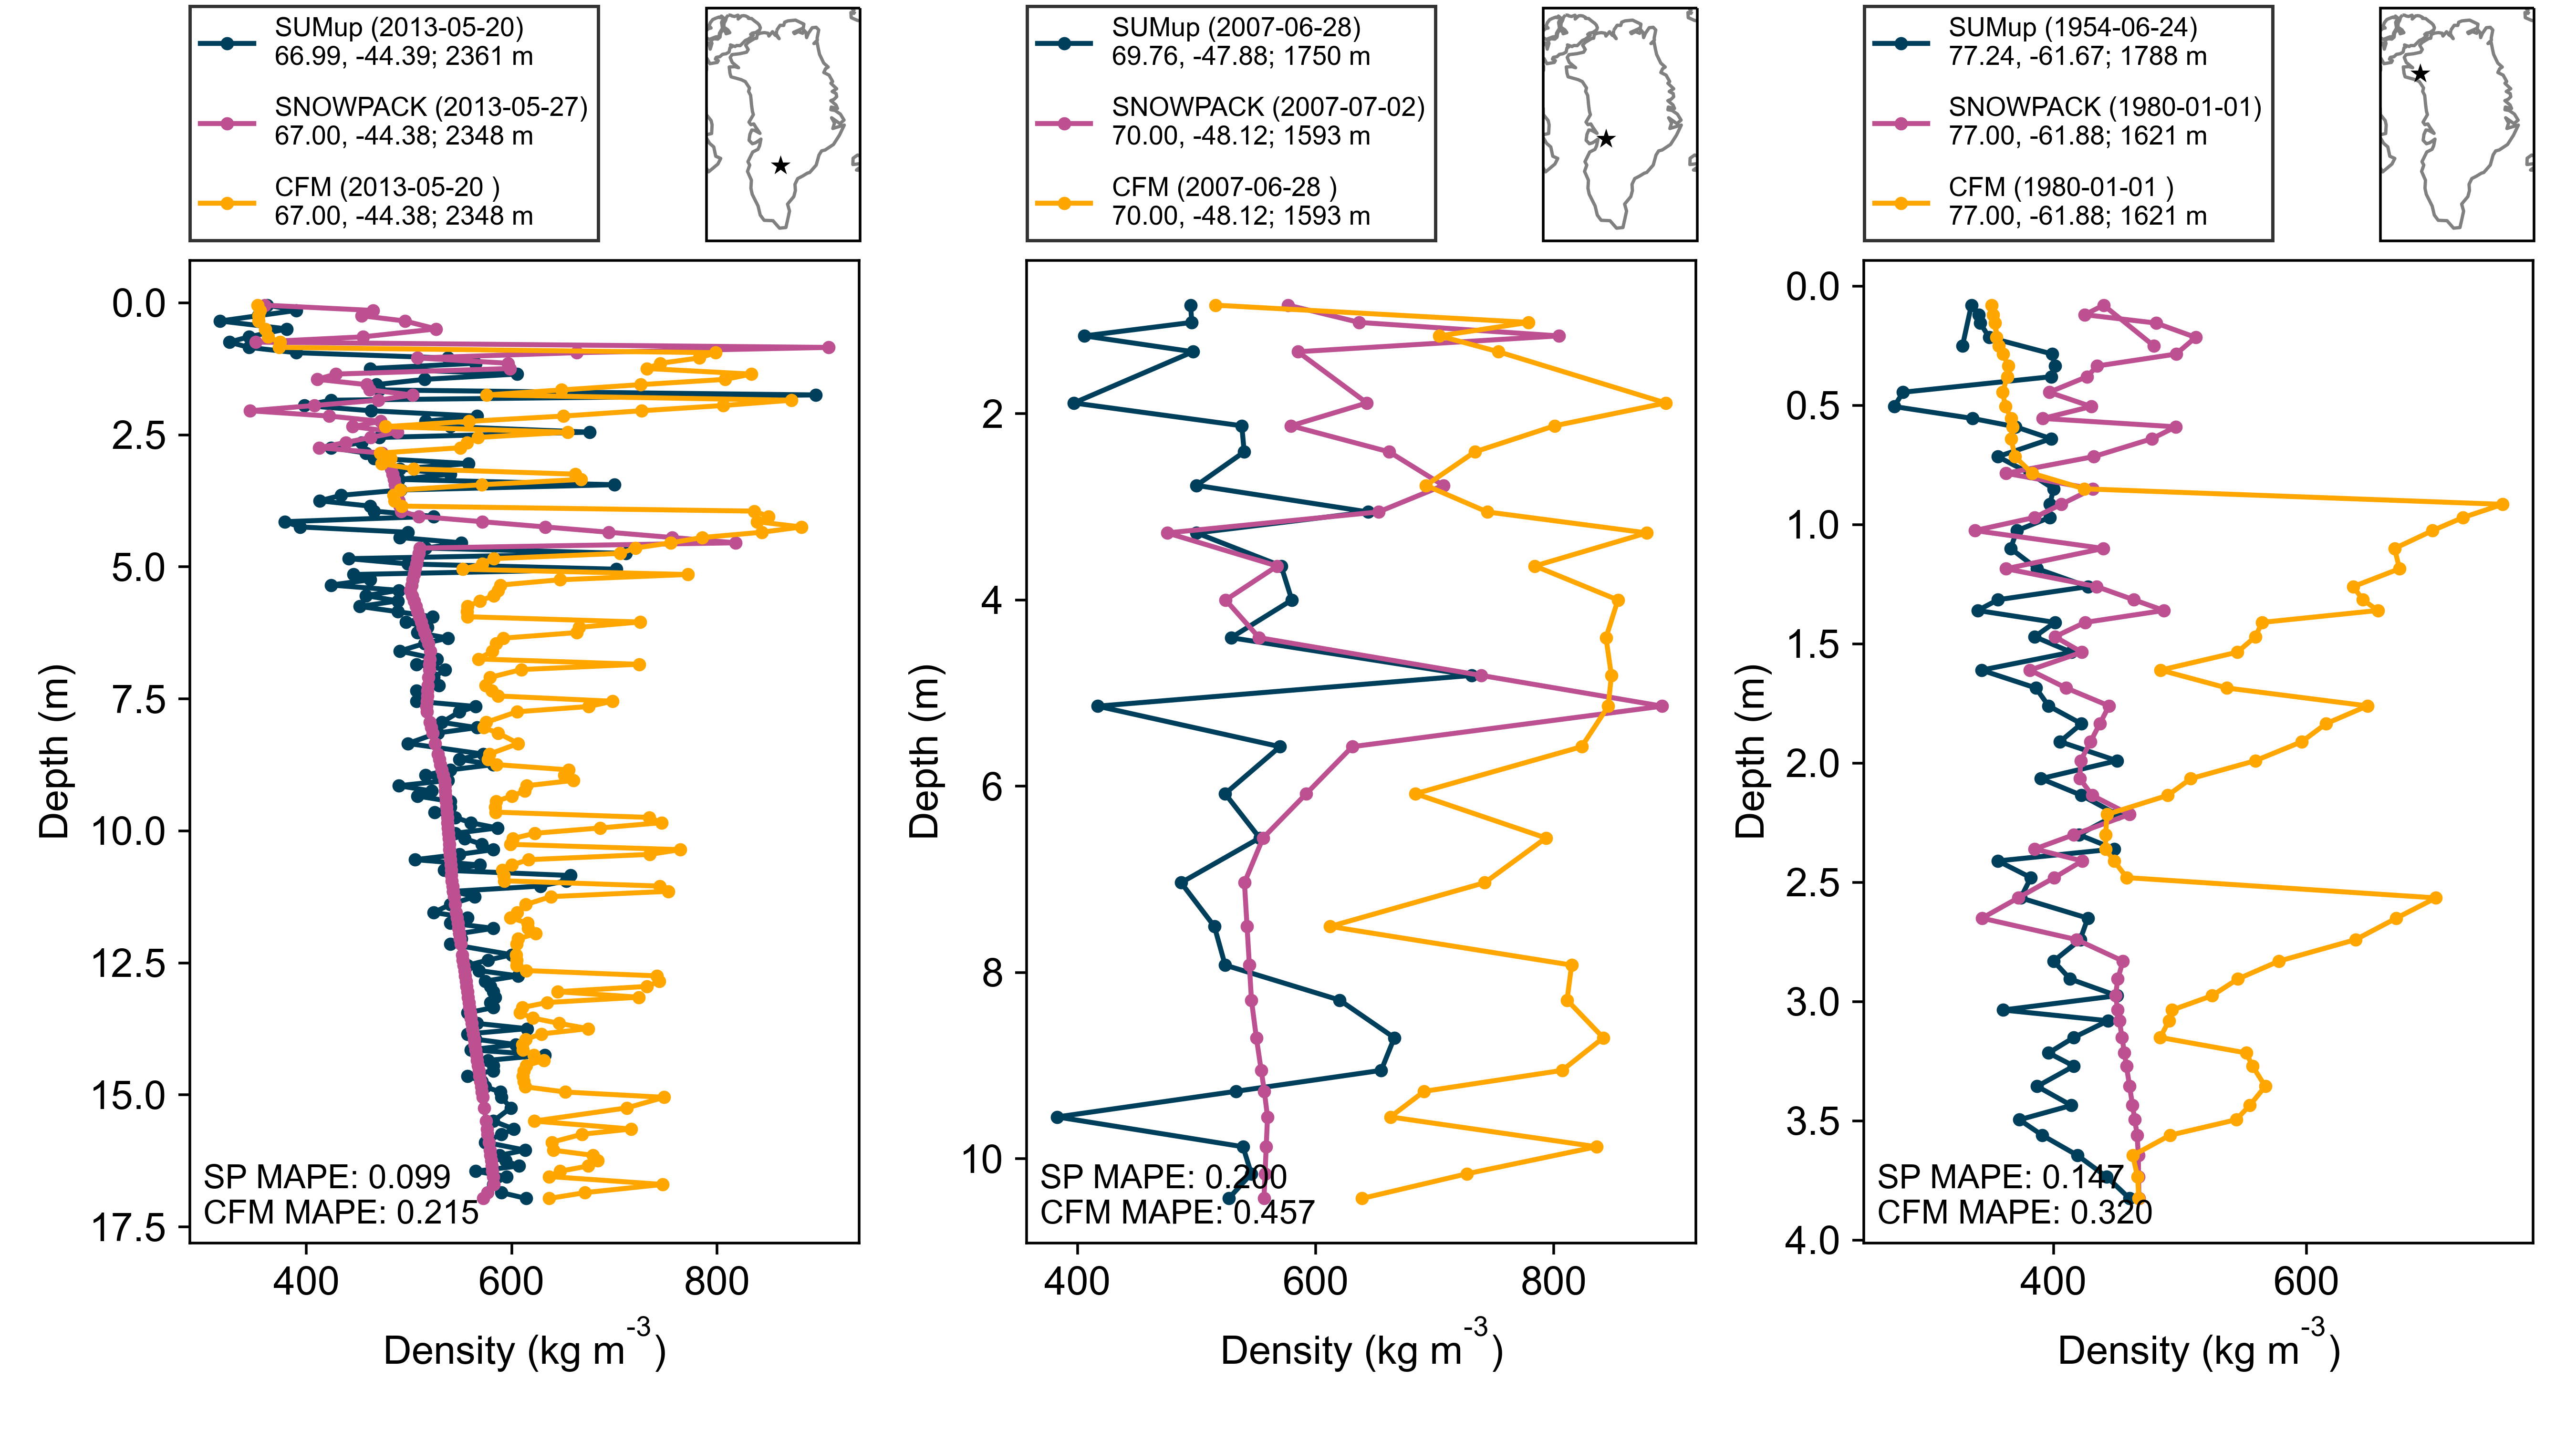 SUMup (2013-05-20)
66.99, -44.39; 2361 m
SNOWPACK (2013-05-27)
67.00, -44.38; 2348 m
CFM (2013-05-20 )
67.00, -44.38; 2348 m
0.0
2.5
5.0
7.5
10.0
12.5
15.0
17.5
Depth (m)
SP MAPE: 0.099
CFM MAPE: 0.215
400
600
800
Density (kg m⁻³)
SUMup (2007-06-28)
69.76, -47.88; 1750 m
SNOWPACK (2007-07-02)
70.00, -48.12; 1593 m
CFM (2007-06-28 )
70.00, -48.12; 1593 m
2
4
6
8
10
Depth (m)
SP MAPE: 0.200
CFM MAPE: 0.457
400
600
800
Density (kg m⁻³)
SUMup (1954-06-24)
77.24, -61.67; 1788 m
SNOWPACK (1980-01-01)
77.00, -61.88; 1621 m
CFM (1980-01-01 )
77.00, -61.88; 1621 m
0.0
0.5
1.0
1.5
2.0
2.5
3.0
3.5
4.0
Depth (m)
SP MAPE: 0.147
CFM MAPE: 0.320
400
600
Density (kg m⁻³)